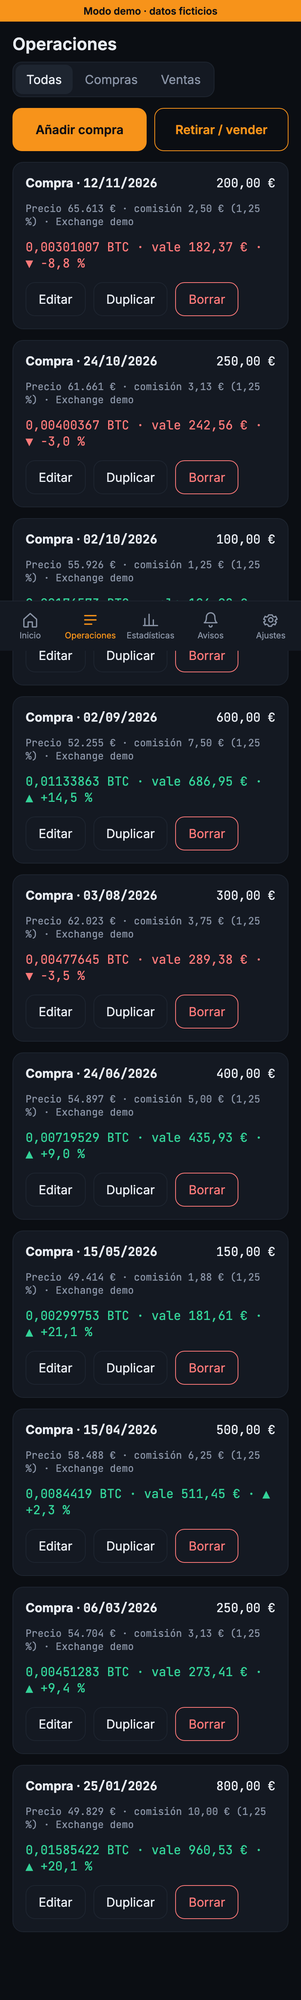 Modo demo · datos ficticios
Operaciones
Todas Compras Ventas
Añadir compra Retirar / vender
Compra · 12/11/2026 200,00 €
Precio 65.613 € · comisión 2,50 € (1,25
%) · Exchange demo
0,00301007 BTC · vale 182,37 € ·
▼ -8,8 %
Editar Duplicar Borrar
Compra · 24/10/2026 250,00 €
Precio 61.661 € · comisión 3,13 € (1,25
%) · Exchange demo
0,00400367 BTC · vale 242,56 € ·
▼ -3,0 %
Editar Duplicar Borrar
Compra · 02/10/2026 100,00 €
Precio 55.926 € · comisión 1,25 € (1,25
%) · Exchange demo
Inicio Operaciones Estadísticas Avisos Ajustes
Editar Duplicar Borrar
Compra · 02/09/2026 600,00 €
Precio 52.255 € · comisión 7,50 € (1,25
%) · Exchange demo
0,01133863 BTC · vale 686,95 € ·
▲ +14,5 %
Editar Duplicar Borrar
Compra · 03/08/2026 300,00 €
Precio 62.023 € · comisión 3,75 € (1,25
%) · Exchange demo
0,00477645 BTC · vale 289,38 € ·
▼ -3,5 %
Editar Duplicar Borrar
Compra · 24/06/2026 400,00 €
Precio 54.897 € · comisión 5,00 € (1,25
%) · Exchange demo
0,00719529 BTC · vale 435,93 € ·
▲ +9,0 %
Editar Duplicar Borrar
Compra · 15/05/2026 150,00 €
Precio 49.414 € · comisión 1,88 € (1,25
%) · Exchange demo
0,00299753 BTC · vale 181,61 € ·
▲ +21,1 %
Editar Duplicar Borrar
Compra · 15/04/2026 500,00 €
Precio 58.488 € · comisión 6,25 € (1,25
%) · Exchange demo
0,0084419 BTC · vale 511,45 € · ▲
+2,3 %
Editar Duplicar Borrar
Compra · 06/03/2026 250,00 €
Precio 54.704 € · comisión 3,13 € (1,25
%) · Exchange demo
0,00451283 BTC · vale 273,41 € ·
▲ +9,4 %
Editar Duplicar Borrar
Compra · 25/01/2026 800,00 €
Precio 49.829 € · comisión 10,00 € (1,25
%) · Exchange demo
0,01585422 BTC · vale 960,53 € ·
▲ +20,1 %
Editar Duplicar Borrar